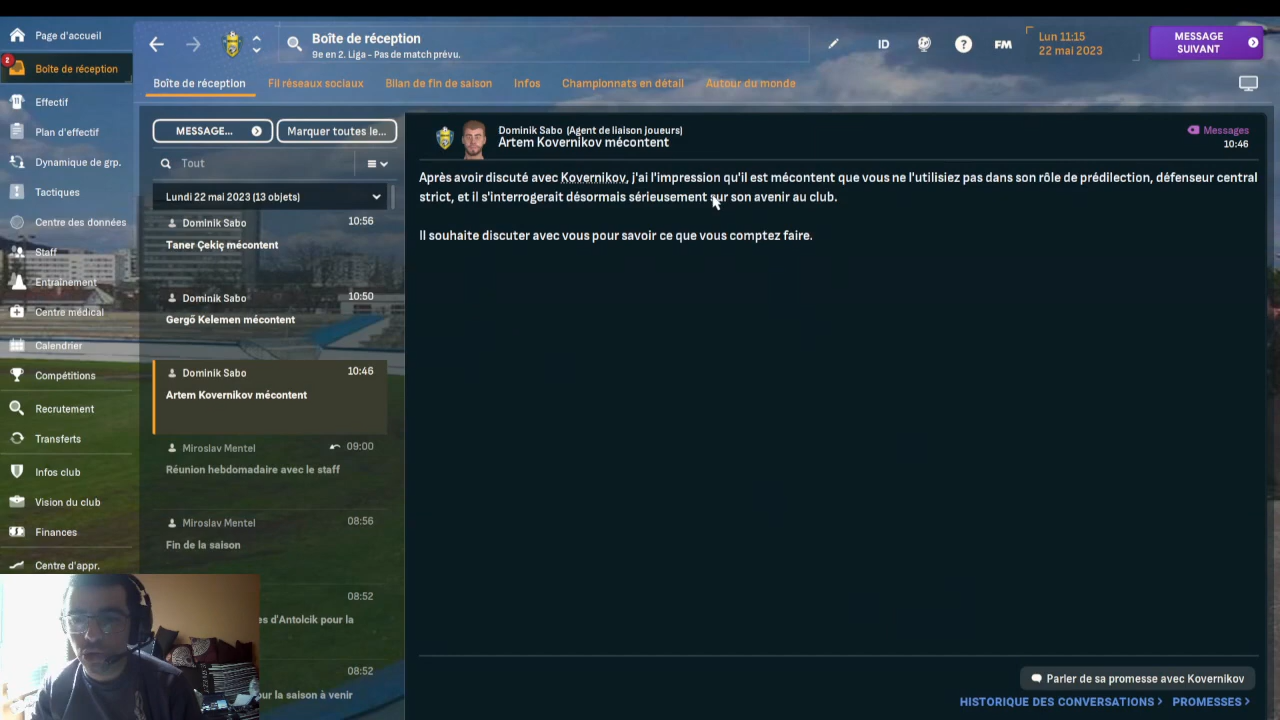 Page d'accueil
2
Boîte de réception
Effectif
Plan d'effectif
Dynamique de grp.
Tactiques
Centre des données
Staff
Entraînement
Centre médical
Calendrier
Compétitions
Recrutement
Transferts
Infos club
Vision du club
Finances
Centre d'appr.
Boîte de réception
9e en 2. Liga - Pas de match prévu.
ID
?
FM
Lun 11:15
22 mai 2023
MESSAGE
SUIVANT
Boîte de réception
Fil réseaux sociaux
Bilan de fin de saison
Infos
Championnats en détail
Autour du monde
MESSAGE...
Marquer toutes le...
Tout
Lundi 22 mai 2023 (13 objets)
Dominik Sabo
10:56
Taner Çekiç mécontent
Dominik Sabo
10:50
Gergő Kelemen mécontent
Dominik Sabo
10:46
Artem Kovernikov mécontent
Miroslav Mentel
09:00
Réunion hebdomadaire avec le staff
Miroslav Mentel
08:56
Fin de la saison
08:52
es d'Antolcik pour la
08:52
our la saison à venir
Dominik Sabo (Agent de liaison joueurs)
Artem Kovernikov mécontent
Messages
10:46
Après avoir discuté avec Kovernikov, j'ai l'impression qu'il est mécontent que vous ne l'utilisiez pas dans son rôle de prédilection, défenseur central
strict, et il s'interrogerait désormais sérieusement sur son avenir au club.
Il souhaite discuter avec vous pour savoir ce que vous comptez faire.
Parler de sa promesse avec Kovernikov
HISTORIQUE DES CONVERSATIONS >
PROMESSES >